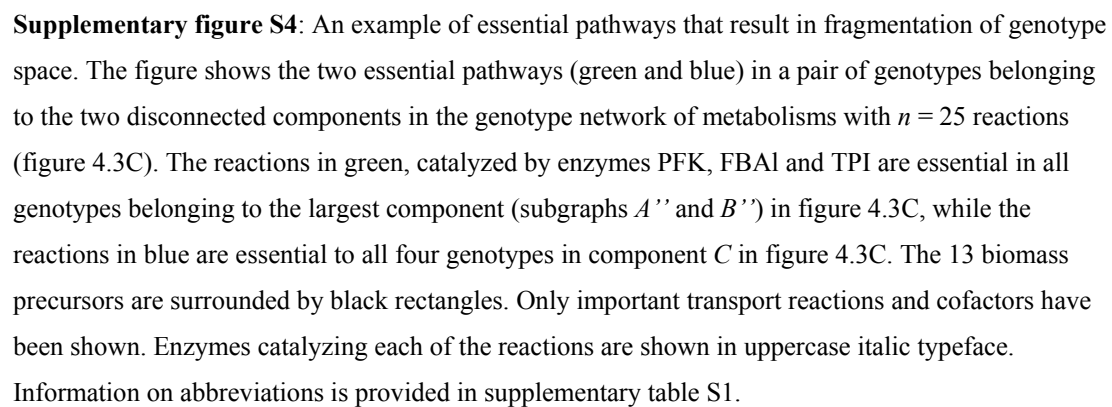 Supplementary figure S4: An example of essential pathways that result in fragmentation of genotype
space. The figure shows the two essential pathways (green and blue) in a pair of genotypes belonging
to the two disconnected components in the genotype network of metabolisms with n = 25 reactions
(figure 4.3C). The reactions in green, catalyzed by enzymes PFK, FBAl and TPI are essential in all
genotypes belonging to the largest component (subgraphs A’’ and B’’) in figure 4.3C, while the
reactions in blue are essential to all four genotypes in component C in figure 4.3C. The 13 biomass
precursors are surrounded by black rectangles. Only important transport reactions and cofactors have
been shown. Enzymes catalyzing each of the reactions are shown in uppercase italic typeface.
Information on abbreviations is provided in supplementary table S1.